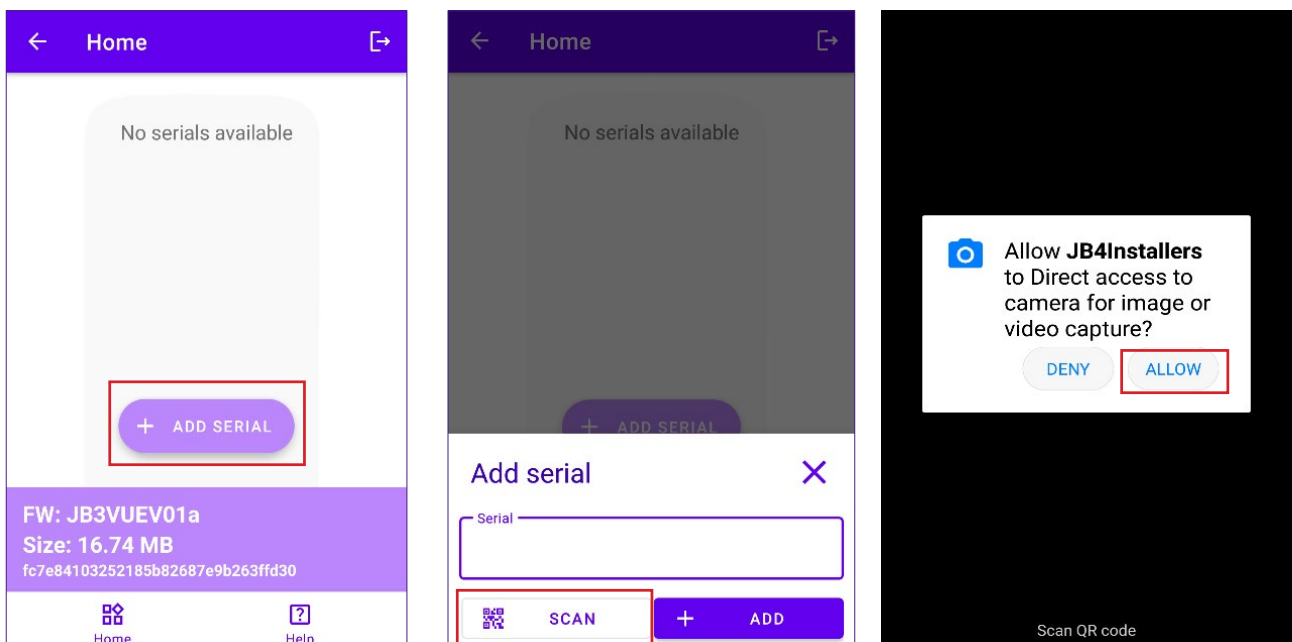 Home
No serials available
+ ADD SERIAL
FW: JB3VUEV01a
Size: 16.74 MB
fc7e84103252185b82687e9b263ffd30
Home
Help
Home
No serials available
+ ADD SERIAL
Add serial
Serial
SCAN
+ ADD
Allow JB4Installers
to Direct access to
camera for image or
video capture?
DENY
ALLOW
Scan QR code